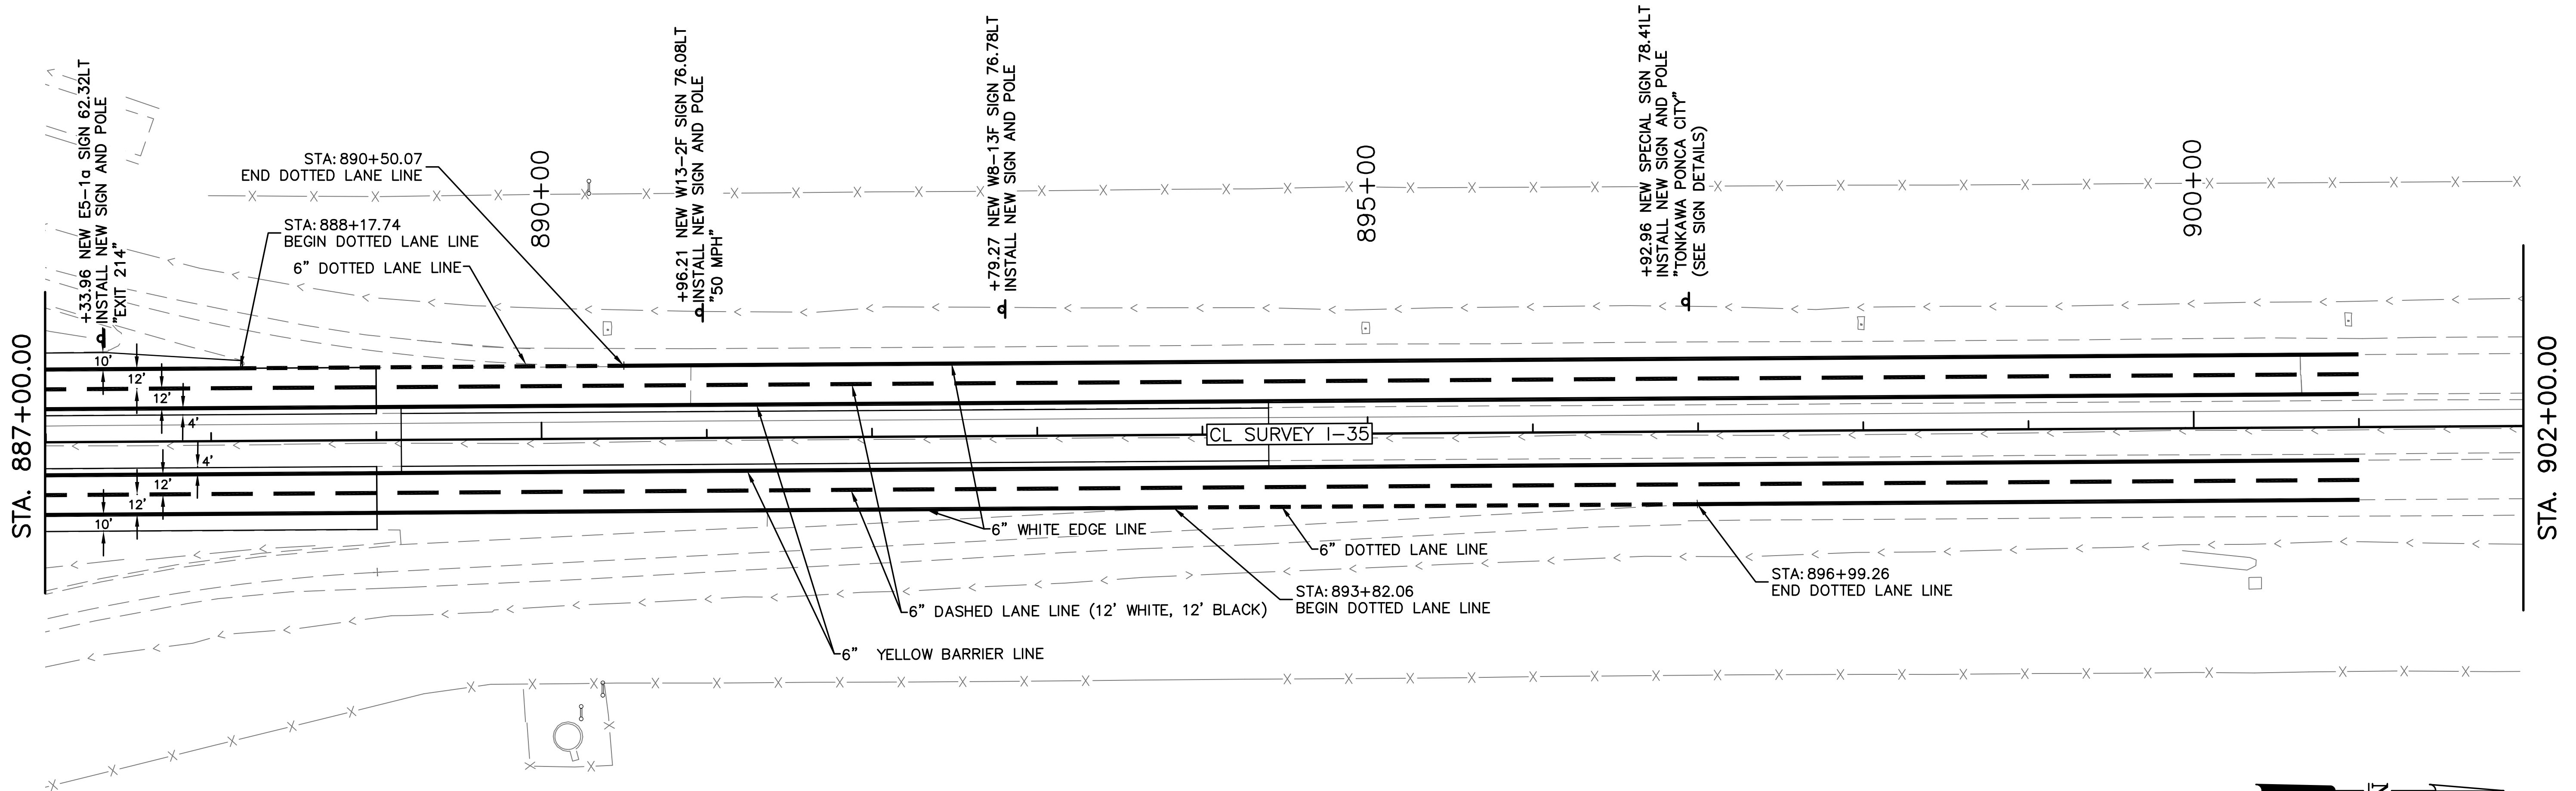 +33.96 NEW E5-1a SIGN 62.32LT
INSTALL NEW SIGN AND POLE
"EXIT 214"
STA: 890+50.07
END DOTTED LANE LINE
STA: 888+17.74
BEGIN DOTTED LANE LINE
6" DOTTED LANE LINE
890+00
+96.21 NEW W13-2F SIGN 76.08LT
INSTALL NEW SIGN AND POLE
"50 MPH"
+79.27 NEW W8-13F SIGN 76.78LT
INSTALL NEW SIGN AND POLE
895+00
+92.96 NEW SPECIAL SIGN 78.41LT
INSTALL NEW SIGN AND POLE
"TONKAWA PONCA CITY"
(SEE SIGN DETAILS)
900+00
STA. 887+00.00
10'
12'
12'
4'
CL SURVEY I-35
4'
12'
12'
10'
6" WHITE EDGE LINE
6" DOTTED LANE LINE
STA: 893+82.06
BEGIN DOTTED LANE LINE
STA: 896+99.26
END DOTTED LANE LINE
6" DASHED LANE LINE (12' WHITE, 12' BLACK)
6" YELLOW BARRIER LINE
STA. 902+00.00
N